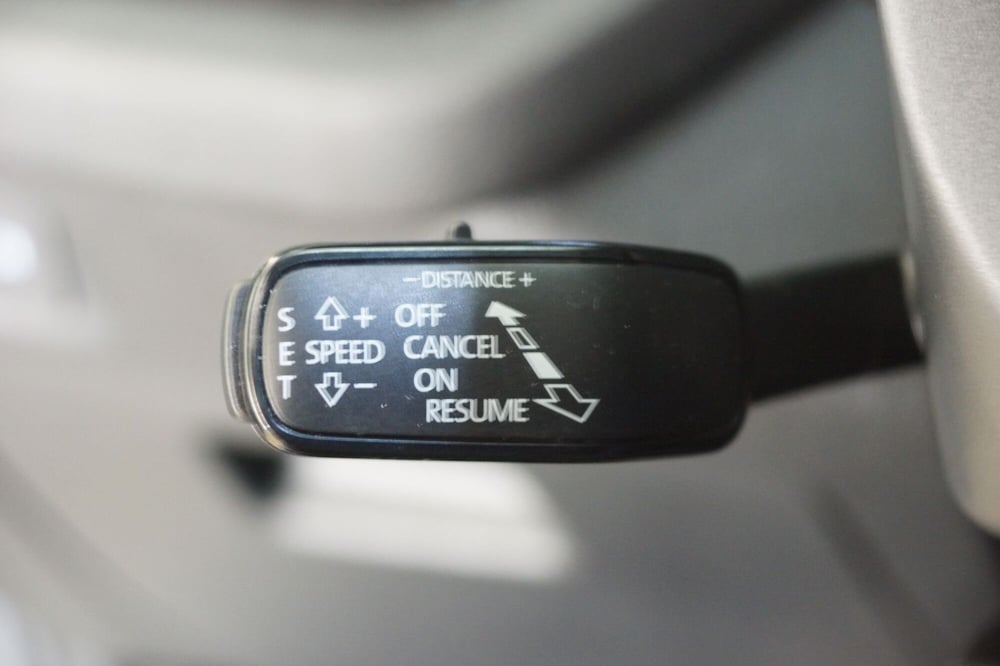 – DISTANCE +
S E T
+
SPEED
–
OFF
CANCEL
ON
RESUME